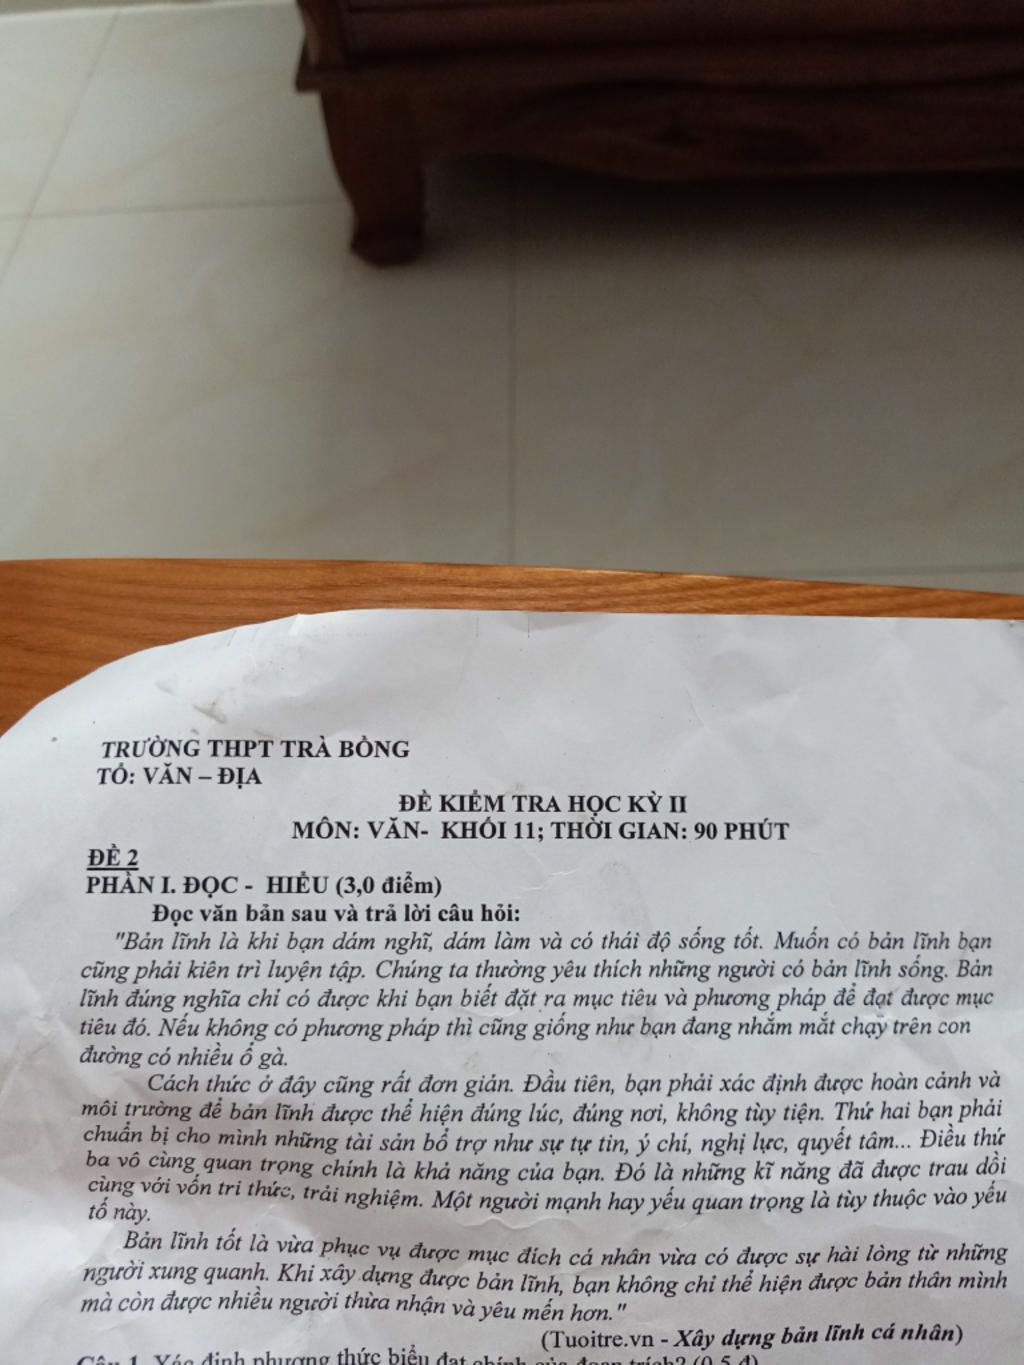 TRƯỜNG THPT TRÀ BỒNG
TỔ: VĂN – ĐỊA
ĐỀ KIỂM TRA HỌC KỲ II
MÔN: VĂN- KHỐI 11; THỜI GIAN: 90 PHÚT
ĐỀ 2
PHẦN I. ĐỌC - HIỂU (3,0 điểm)
Đọc văn bản sau và trả lời câu hỏi:
"Bản lĩnh là khi bạn dám nghĩ, dám làm và có thái độ sống tốt. Muốn có bản lĩnh bạn
cũng phải kiên trì luyện tập. Chúng ta thường yêu thích những người có bản lĩnh sống. Bản
lĩnh đúng nghĩa chỉ có được khi bạn biết đặt ra mục tiêu và phương pháp để đạt được mục
tiêu đó. Nếu không có phương pháp thì cũng giống như bạn đang nhắm mắt chạy trên con
đường có nhiều ổ gà.
Cách thức ở đây cũng rất đơn giản. Đầu tiên, bạn phải xác định được hoàn cảnh và
môi trường để bản lĩnh được thể hiện đúng lúc, đúng nơi, không tùy tiện. Thứ hai bạn phải
chuẩn bị cho mình những tài sản bổ trợ như sự tự tin, ý chí, nghị lực, quyết tâm... Điều thứ
ba vô cùng quan trọng chính là khả năng của bạn. Đó là những kĩ năng đã được trau dồi
cùng với vốn tri thức, trải nghiệm. Một người mạnh hay yếu quan trọng là tùy thuộc vào yếu
tố này.
Bản lĩnh tốt là vừa phục vụ được mục đích cá nhân vừa có được sự hài lòng từ những
người xung quanh. Khi xây dựng được bản lĩnh, bạn không chỉ thể hiện được bản thân mình
mà còn được nhiều người thừa nhận và yêu mến hơn."
(Tuoitre.vn - Xây dựng bản lĩnh cá nhân)
Câu 1. Xác định phương thức biểu đạt chính của đoạn trích? (0,5 đ)